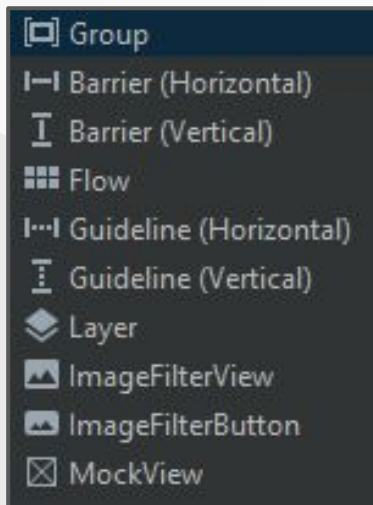 Group
Barrier (Horizontal)
Barrier (Vertical)
Flow
Guideline (Horizontal)
Guideline (Vertical)
Layer
ImageFilterView
ImageFilterButton
MockView